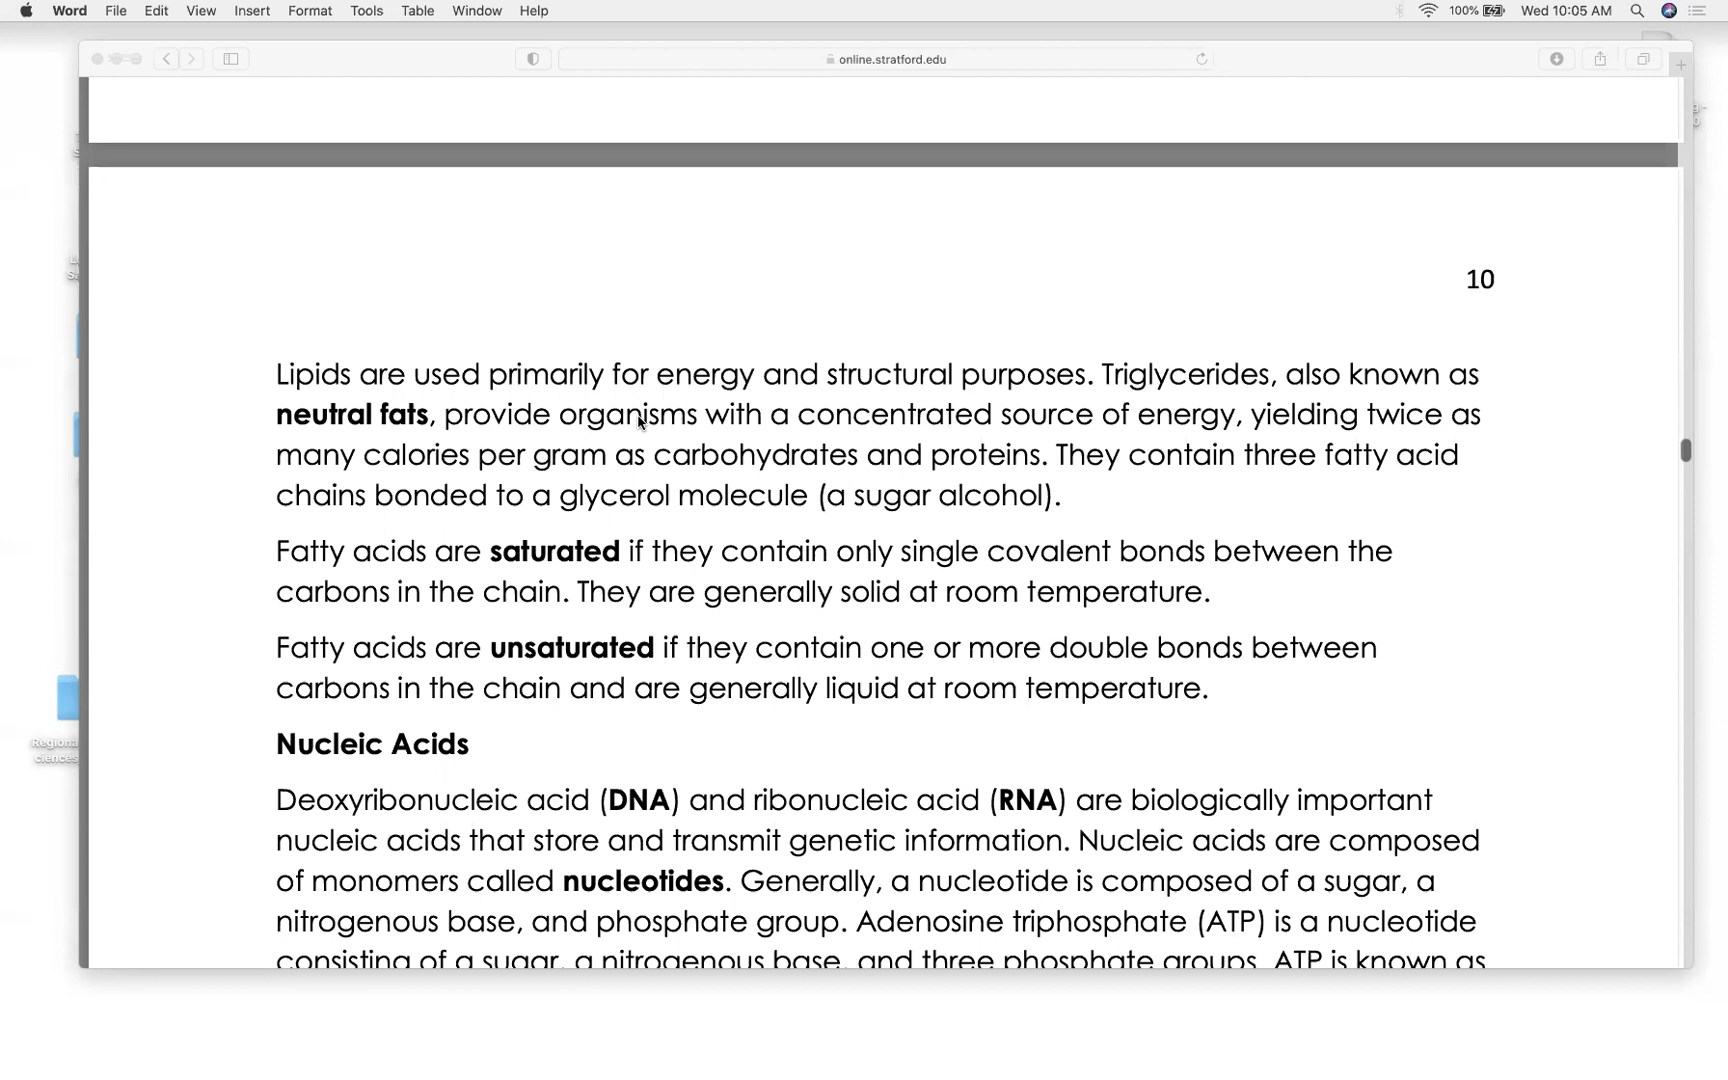 Word File Edit View Insert Format Tools Table Window Help 100% Wed 10:05 AM
online.stratford.edu
10
Lipids are used primarily for energy and structural purposes. Triglycerides, also known as
neutral fats, provide organisms with a concentrated source of energy, yielding twice as
many calories per gram as carbohydrates and proteins. They contain three fatty acid
chains bonded to a glycerol molecule (a sugar alcohol).
Fatty acids are saturated if they contain only single covalent bonds between the
carbons in the chain. They are generally solid at room temperature.
Fatty acids are unsaturated if they contain one or more double bonds between
carbons in the chain and are generally liquid at room temperature.
Nucleic Acids
Regiona
ciences
Deoxyribonucleic acid (DNA) and ribonucleic acid (RNA) are biologically important
nucleic acids that store and transmit genetic information. Nucleic acids are composed
of monomers called nucleotides. Generally, a nucleotide is composed of a sugar, a
nitrogenous base, and phosphate group. Adenosine triphosphate (ATP) is a nucleotide
consisting of a sugar, a nitrogenous base, and three phosphate groups. ATP is known as